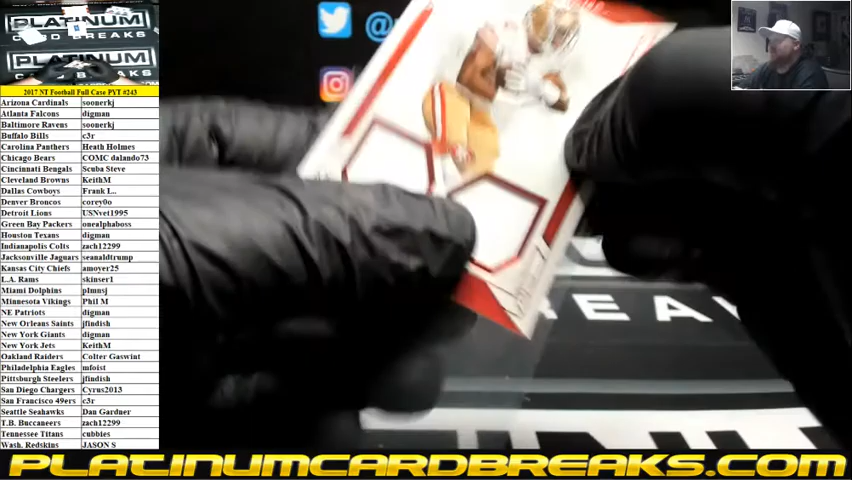 PLATINUM
CARD BREAKS
PLATINUM
2017 NT Football Full Case PYT #243
Arizona Cardinals soonerkj
Atlanta Falcons digman
Baltimore Ravens soonerkj
Buffalo Bills c3r
Carolina Panthers Heath Holmes
Chicago Bears COMC dalando73
Cincinnati Bengals Scuba Steve
Cleveland Browns KeithM
Dallas Cowboys Frank L.
Denver Broncos corey0o
Detroit Lions USNvet1995
Green Bay Packers onealphaboss
Houston Texans digman
Indianapolis Colts zach12299
Jacksonville Jaguars seanaldtrump
Kansas City Chiefs amoyer25
L.A. Rams skinser1
Miami Dolphins plmnsj
Minnesota Vikings Phil M
NE Patriots digman
New Orleans Saints jfindish
New York Giants digman
New York Jets KeithM
Oakland Raiders Colter Gaswint
Philadelphia Eagles mfoist
Pittsburgh Steelers jfindish
San Diego Chargers Cyrus2013
San Francisco 49ers c3r
Seattle Seahawks Dan Gardner
T.B. Buccaneers zach12299
Tennessee Titans cubbies
Wash. Redskins JASON S
@
BREA
PLATINUMCARDBREAKS.COM